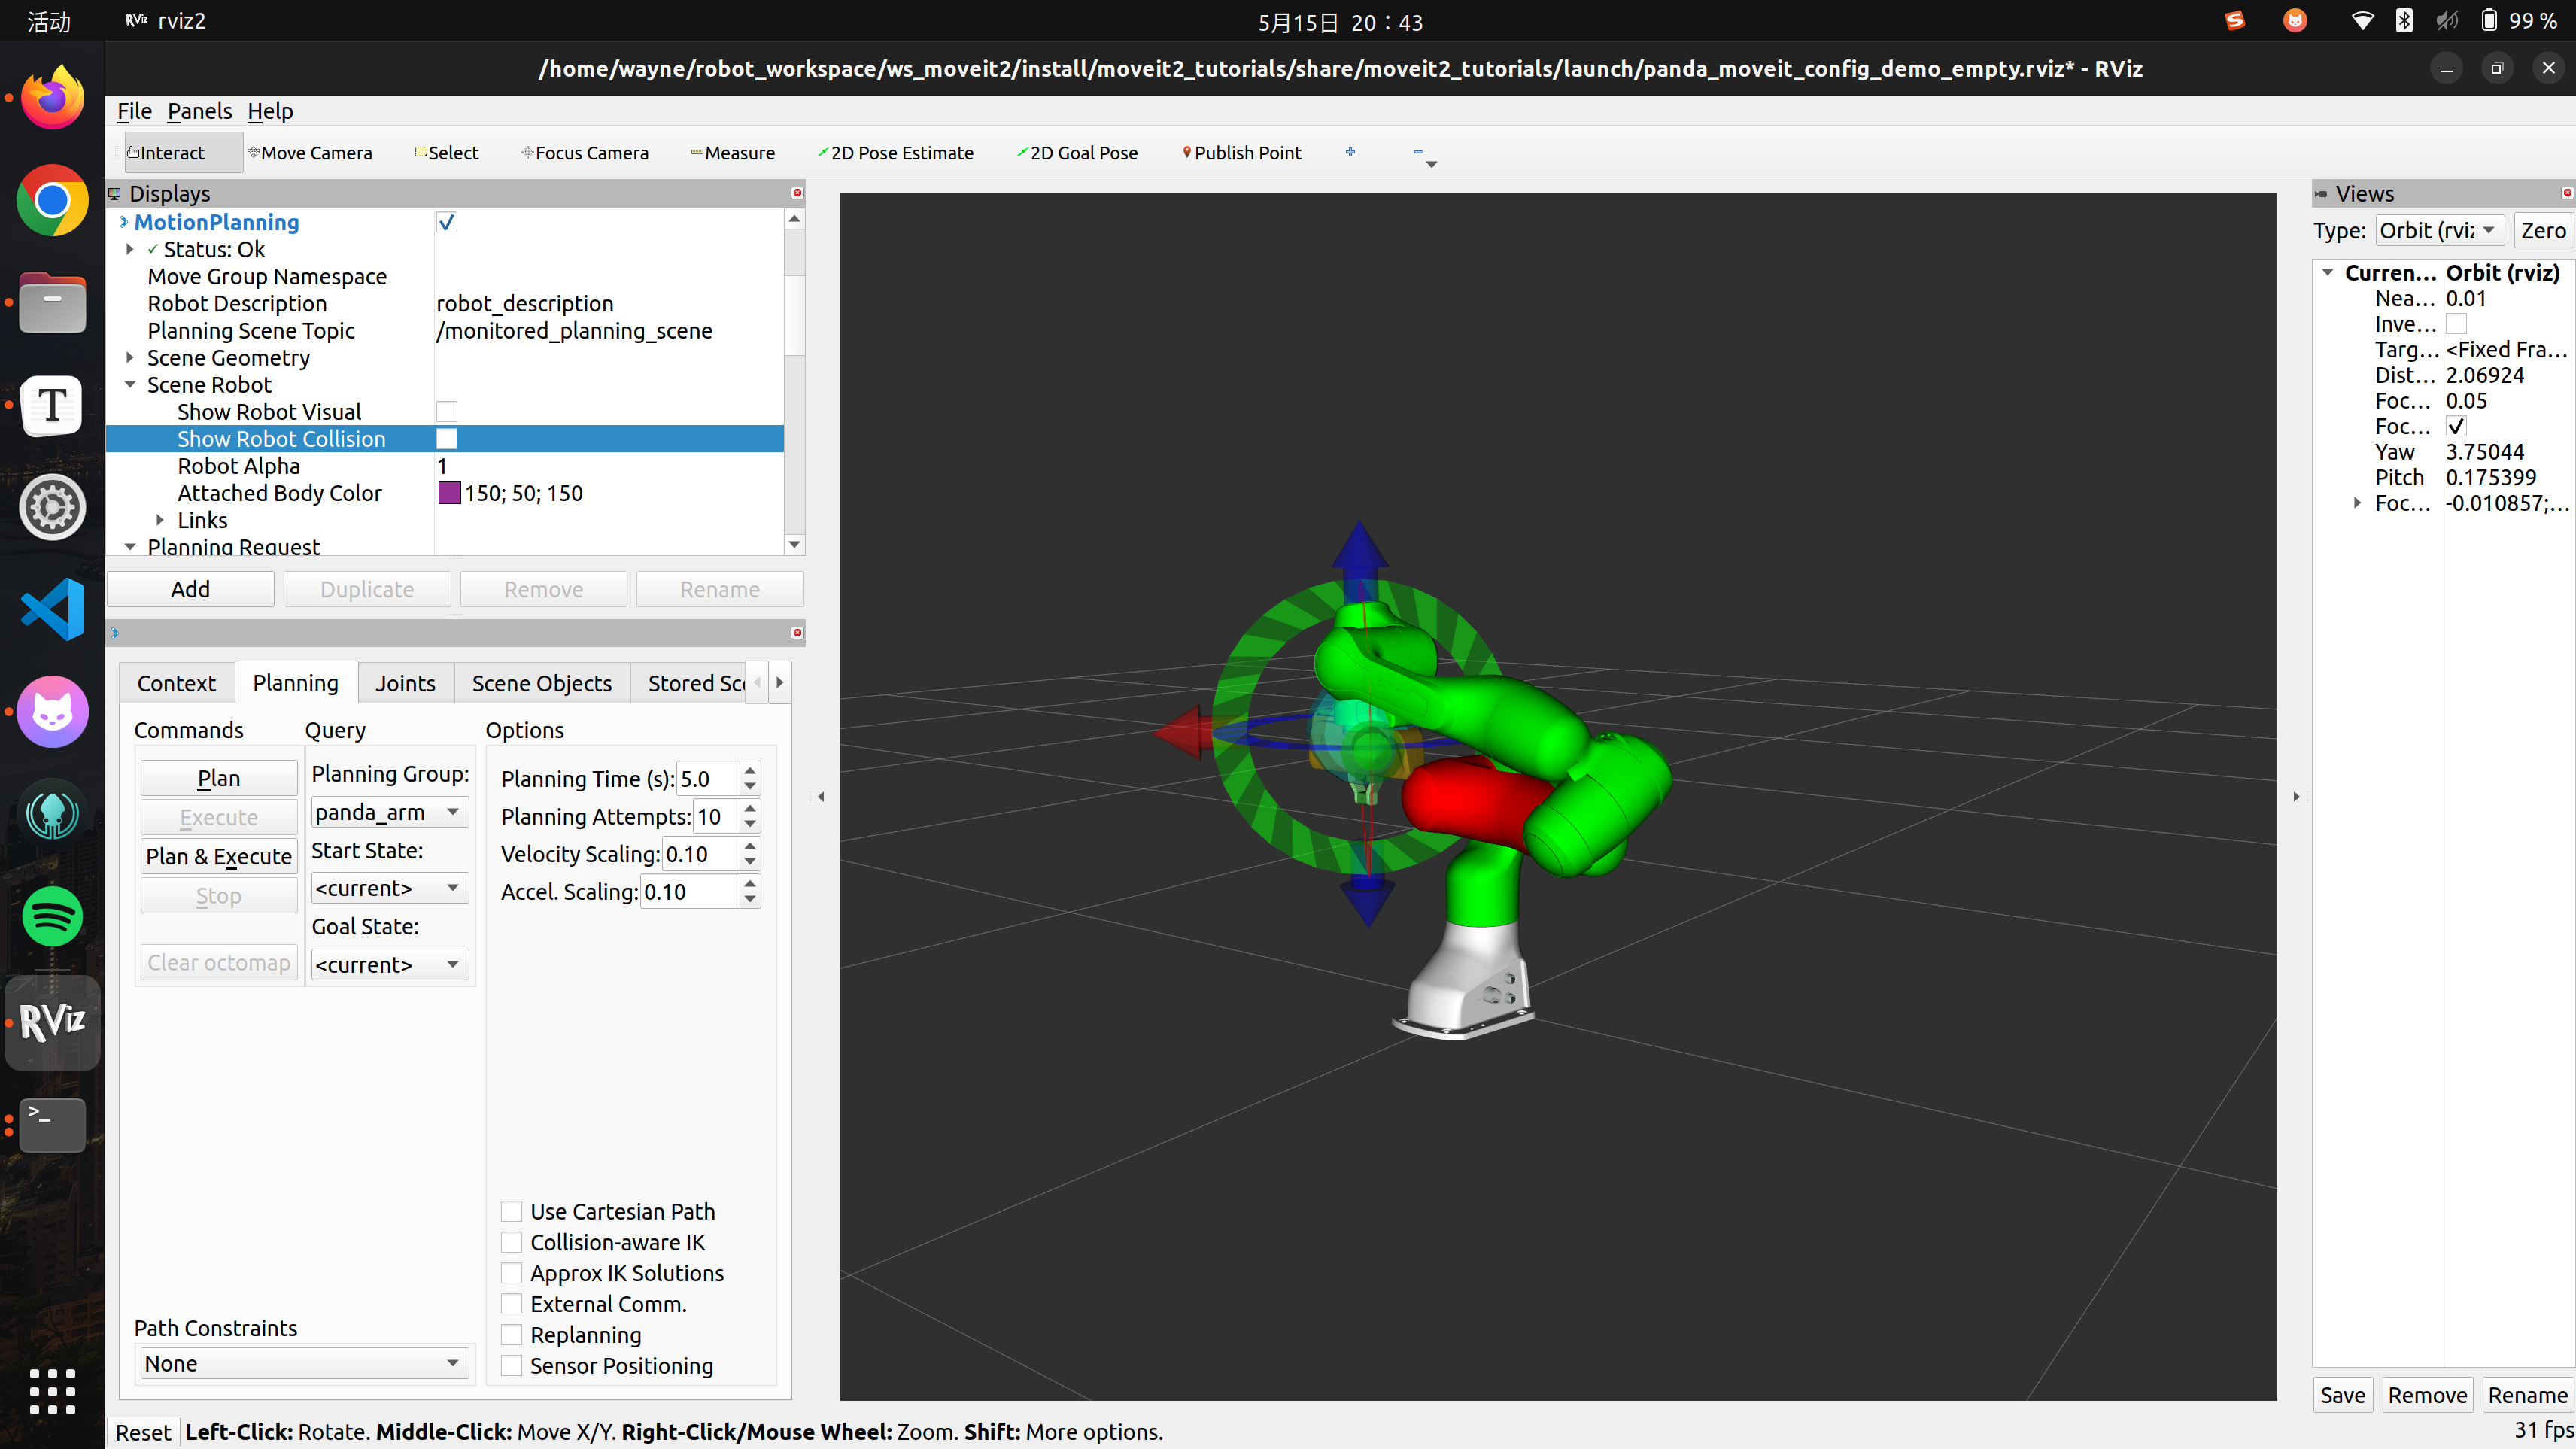 活动
RViz rviz2
5月15日 20：43
99 %
/home/wayne/robot_workspace/ws_moveit2/install/moveit2_tutorials/share/moveit2_tutorials/launch/panda_moveit_config_demo_empty.rviz* - RViz
File Panels Help
Interact Move Camera Select Focus Camera Measure 2D Pose Estimate 2D Goal Pose Publish Point
Displays
MotionPlanning
Status: Ok
Move Group Namespace
Robot Description robot_description
Planning Scene Topic /monitored_planning_scene
Scene Geometry
Scene Robot
Show Robot Visual
Show Robot Collision
Robot Alpha 1
Attached Body Color 150; 50; 150
Links
Planning Request
Add Duplicate Remove Rename
Context Planning Joints Scene Objects Stored Sc
Commands
Plan
Execute
Plan & Execute
Stop
Clear octomap
Query
Planning Group:
panda_arm
Start State:
<current>
Goal State:
<current>
Options
Planning Time (s): 5.0
Planning Attempts: 10
Velocity Scaling: 0.10
Accel. Scaling: 0.10
Use Cartesian Path
Collision-aware IK
Approx IK Solutions
External Comm.
Replanning
Sensor Positioning
Path Constraints
None
Views
Type: Orbit (rviz Zero
Curren... Orbit (rviz)
Nea... 0.01
Inve...
Targ... <Fixed Fra...
Dist... 2.06924
Foc... 0.05
Foc...
Yaw 3.75044
Pitch 0.175399
Foc... -0.010857;...
Save Remove Rename
Reset Left-Click: Rotate. Middle-Click: Move X/Y. Right-Click/Mouse Wheel: Zoom. Shift: More options.
31 fps
T
RViz
>_